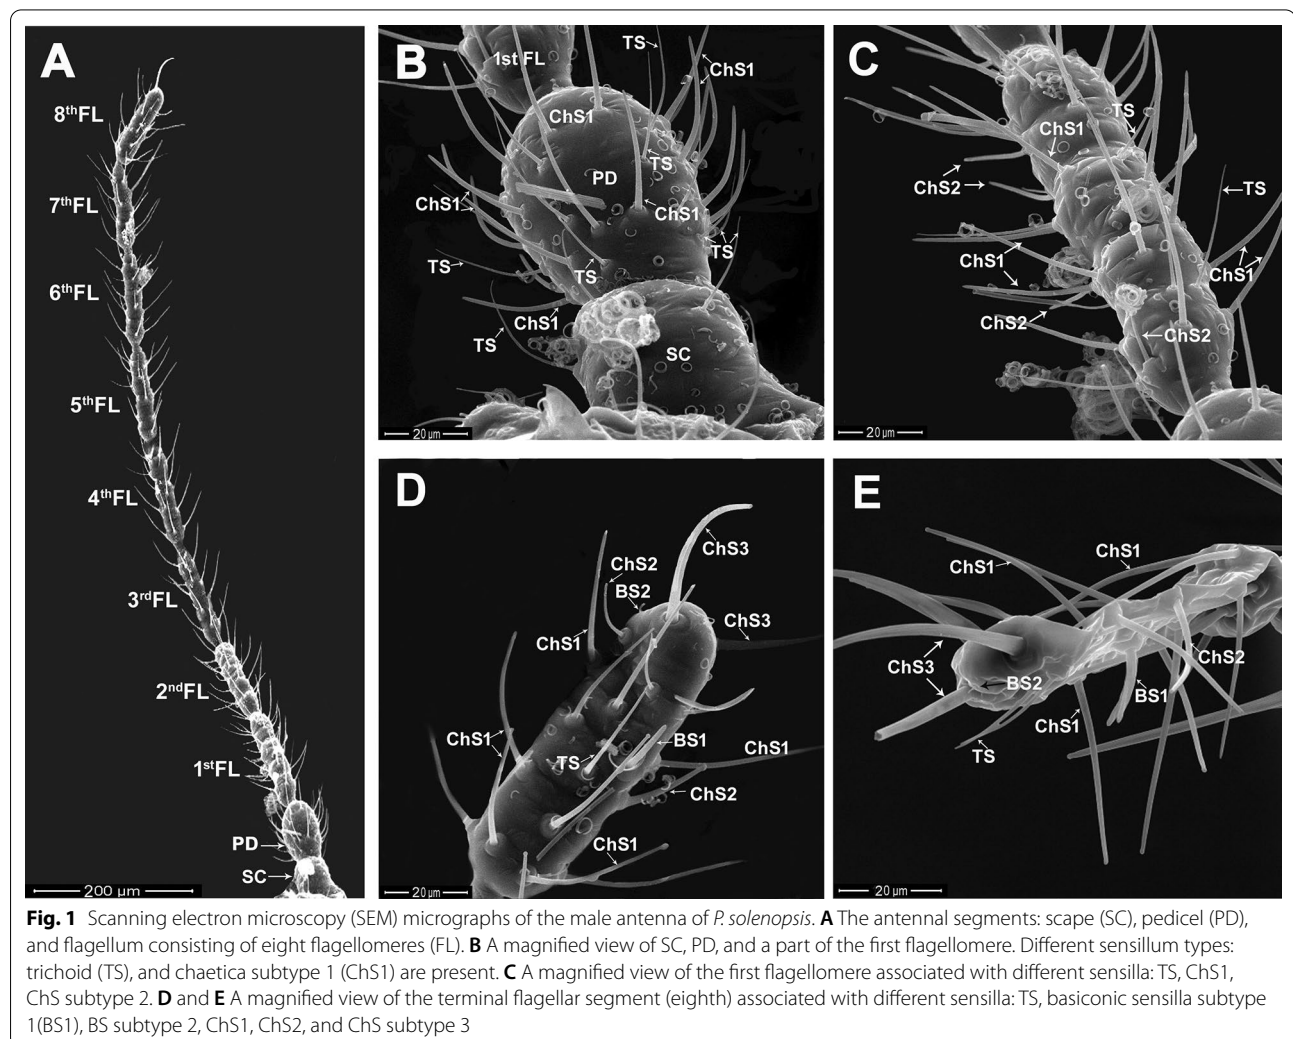 A
8thFL
7thFL
6thFL
5thFL
4thFL
3rdFL
2ndFL
1stFL
PD
SC
200 µm
B
1st FL
TS
ChS1
ChS1
TS
PD
ChS1
ChS1
TS
TS
TS
ChS1
TS
SC
20 µm
C
TS
ChS1
ChS2
TS
ChS1
ChS1
ChS2
ChS2
20 µm
D
ChS3
ChS2
BS2
ChS3
ChS1
ChS1
TS
BS1
ChS1
ChS2
ChS1
20 µm
E
ChS1
ChS1
ChS3
ChS2
BS2
BS1
ChS1
TS
20 µm
Fig. 1 Scanning electron microscopy (SEM) micrographs of the male antenna of P. solenopsis. A The antennal segments: scape (SC), pedicel (PD),
and flagellum consisting of eight flagellomeres (FL). B A magnified view of SC, PD, and a part of the first flagellomere. Different sensillum types:
trichoid (TS), and chaetica subtype 1 (ChS1) are present. C A magnified view of the first flagellomere associated with different sensilla: TS, ChS1,
ChS subtype 2. D and E A magnified view of the terminal flagellar segment (eighth) associated with different sensilla: TS, basiconic sensilla subtype
1(BS1), BS subtype 2, ChS1, ChS2, and ChS subtype 3